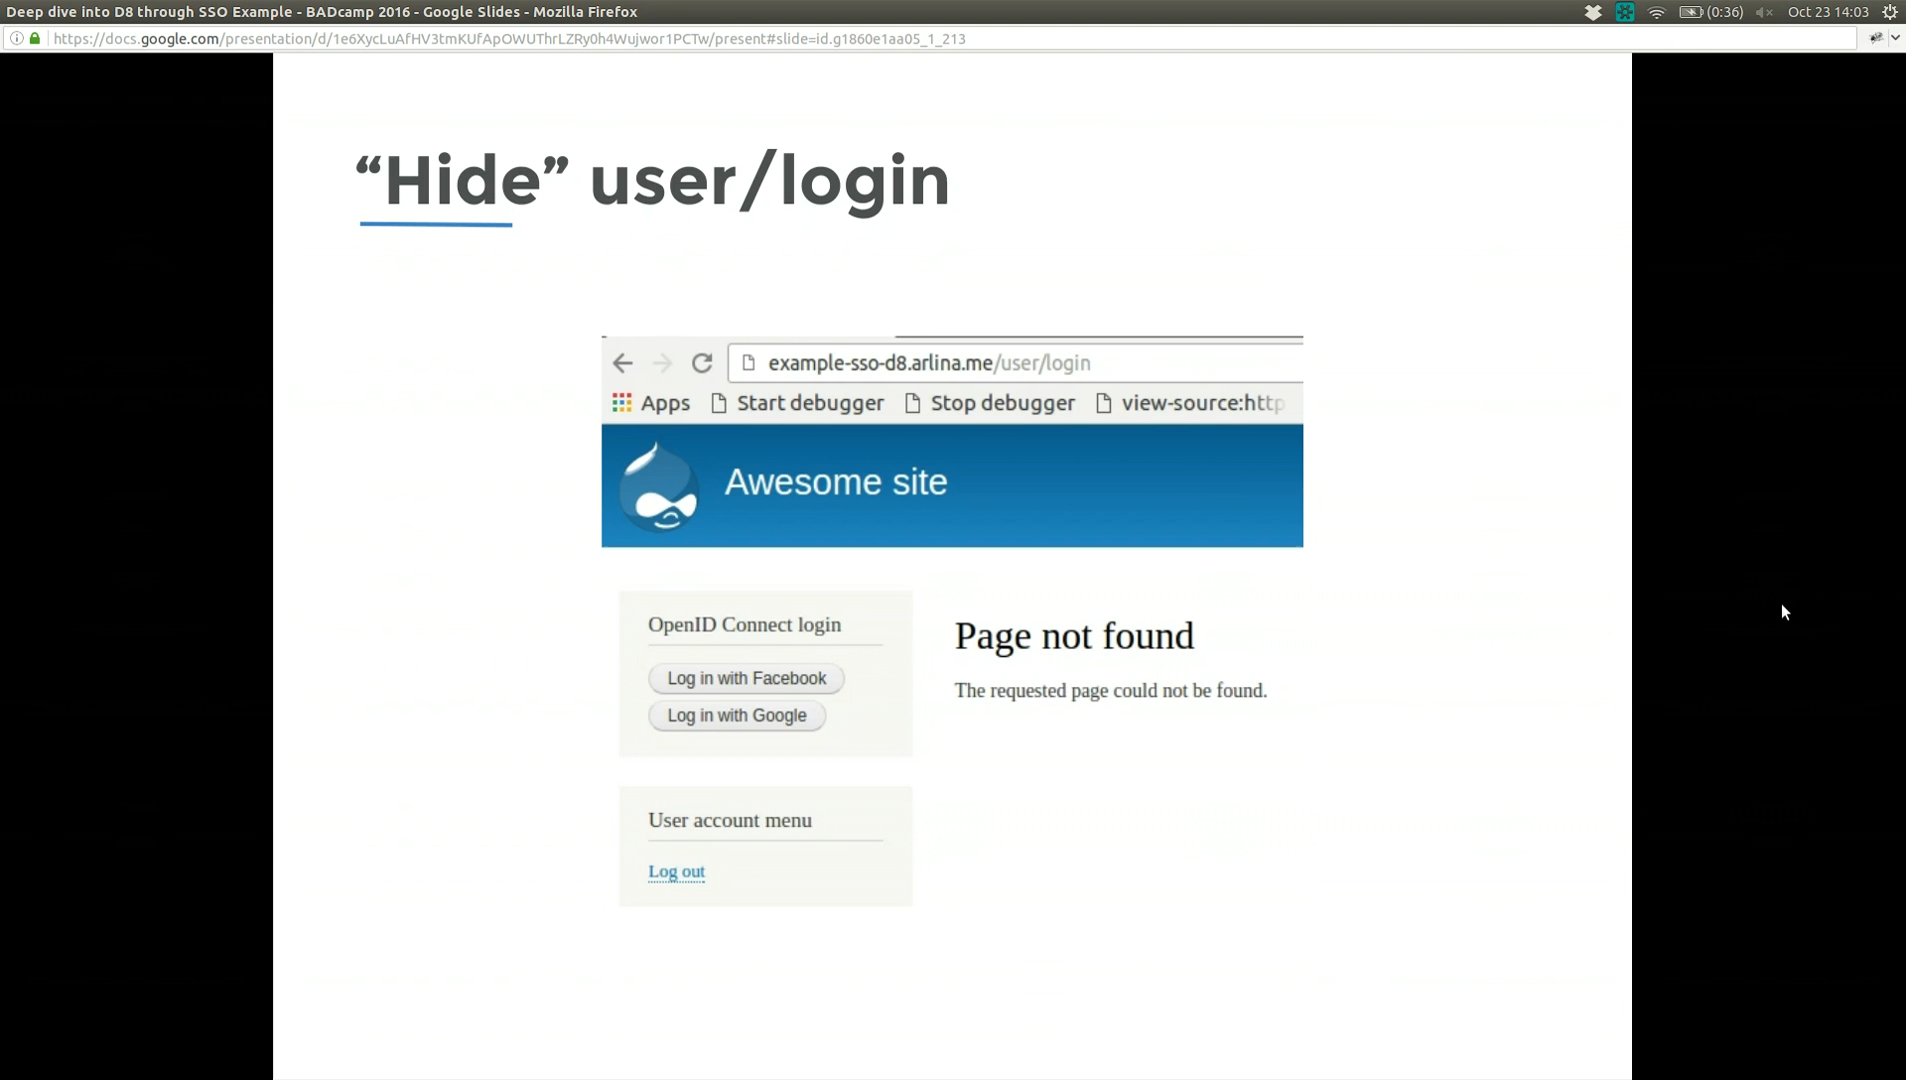 Deep dive into D8 through SSO Example - BADcamp 2016 - Google Slides - Mozilla Firefox
(0:36)
Oct 23 14:03
https://docs.google.com/presentation/d/1e6XycLuAfHV3tmKUfApOWUThrLZRy0h4Wujwor1PCTw/present#slide=id.g1860e1aa05_1_213
“Hide” user/login
example-sso-d8.arlina.me/user/login
Apps
Start debugger
Stop debugger
view-source:http
Awesome site
OpenID Connect login
Log in with Facebook
Log in with Google
Page not found
The requested page could not be found.
User account menu
Log out